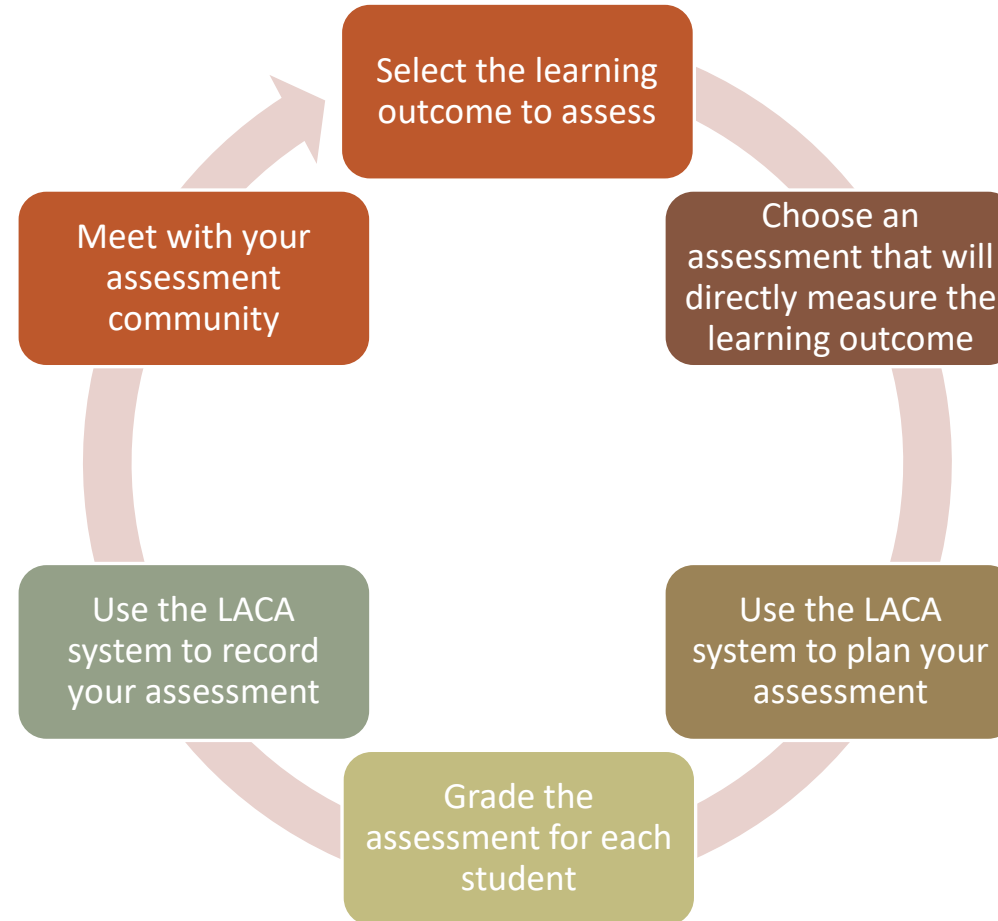 Select the learning
outcome to assess
Choose an
assessment that will
directly measure the
learning outcome
Use the LACA
system to plan your
assessment
Grade the
assessment for each
student
Use the LACA
system to record
your assessment
Meet with your
assessment
community